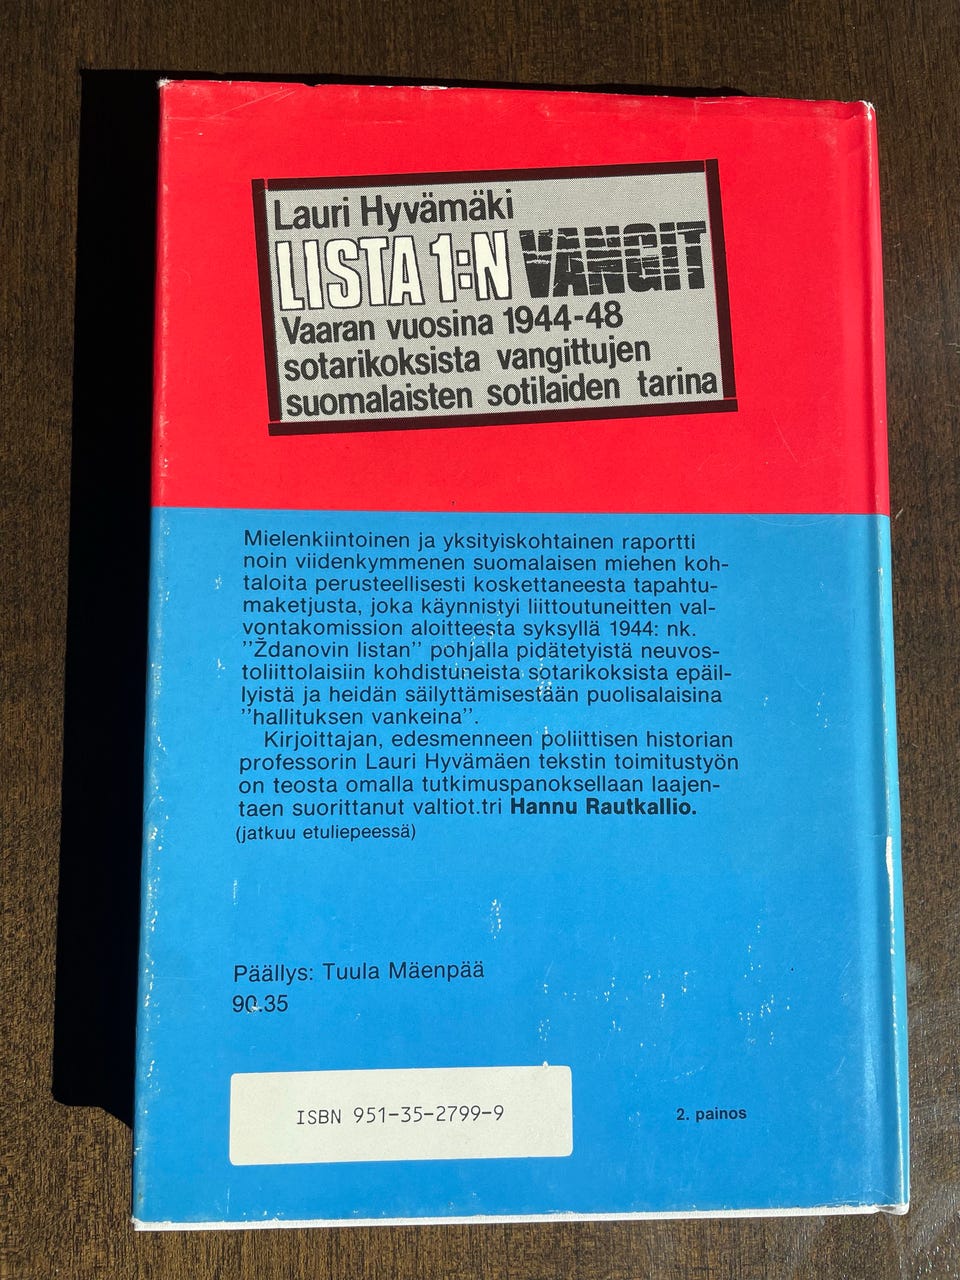 Lauri Hyvämäki
LISTA 1:N VANGIT
Vaaran vuosina 1944-48
sotarikoksista vangittujen
suomalaisten sotilaiden tarina
Mielenkiintoinen ja yksityiskohtainen raportti
noin viidenkymmenen suomalaisen miehen koh-
taloita perusteellisesti koskettaneesta tapahtu-
maketjusta, joka käynnistyi liittoutuneitten val-
vontakomission aloitteesta syksyllä 1944: nk.
''Ždanovin listan'' pohjalla pidätetyistä neuvos-
toliittolaisiin kohdistuneista sotarikoksista epäil-
lyistä ja heidän säilyttämisestään puolisalaisina
''hallituksen vankeina''.
Kirjoittajan, edesmenneen poliittisen historian
professorin Lauri Hyvämäen tekstin toimitustyön
on teosta omalla tutkimuspanoksellaan laajen-
taen suorittanut valtiot.tri Hannu Rautkallio.
(jatkuu etuliepeessä)
Päällys: Tuula Mäenpää
90.35
ISBN 951-35-2799-9
2. painos